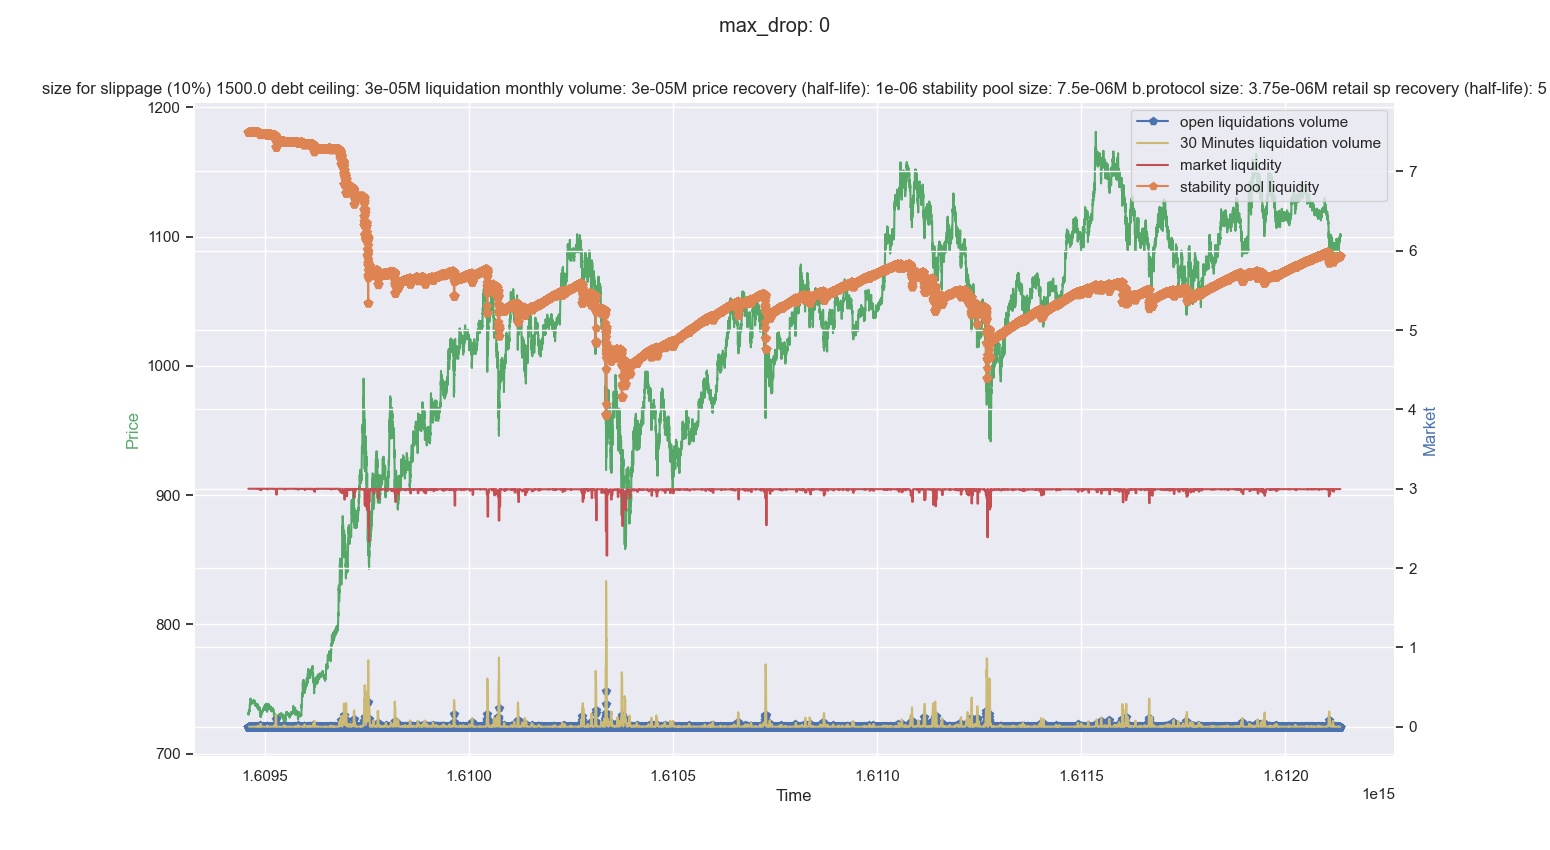 max_drop: 0
size for slippage (10%) 1500.0 debt ceiling: 3e-05M liquidation monthly volume: 3e-05M price recovery (half-life): 1e-06 stability pool size: 7.5e-06M b.protocol size: 3.75e-06M retail sp recovery (half-life): 5
1200
1100
1000
900
800
700
Price
open liquidations volume
30 Minutes liquidation volume
market liquidity
stability pool liquidity
7
6
5
4
3
2
1
0
Market
1.6095
1.6100
1.6105
1.6110
1.6115
1.6120
Time
1e15